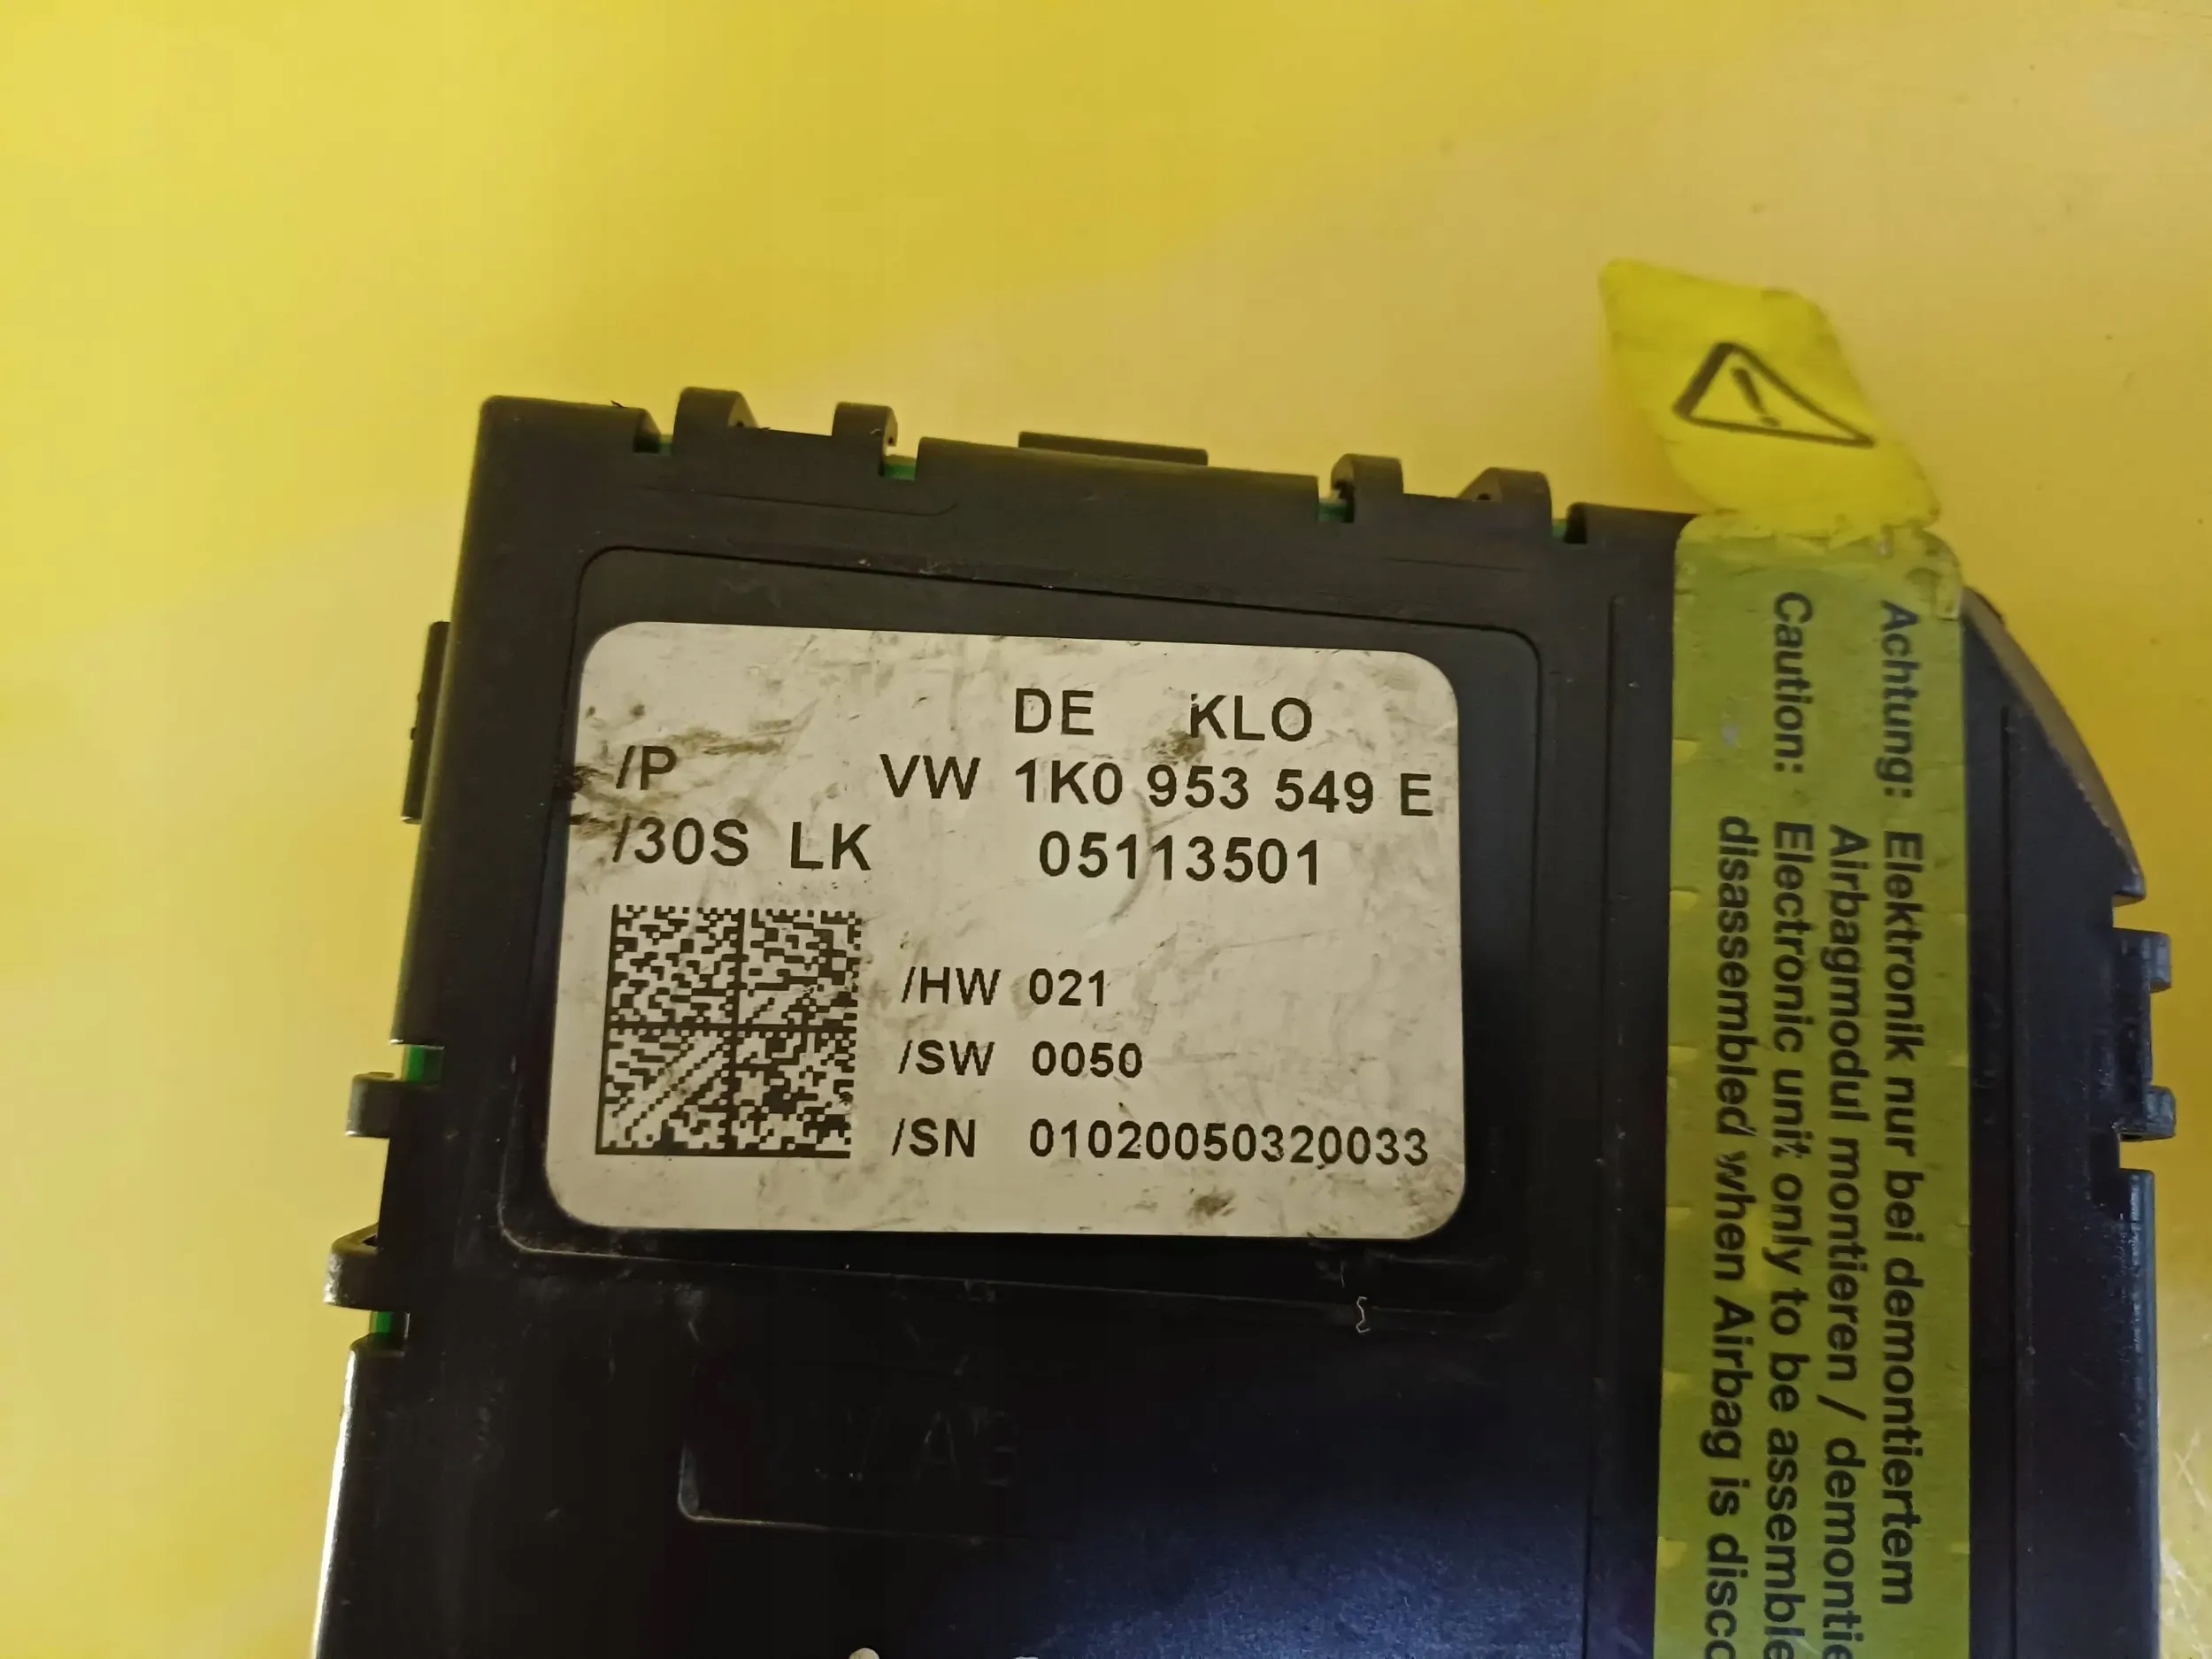 DE KLO
/P VW 1K0 953 549 E
/30S LK 05113501
/HW 021
/SW 0050
/SN 01020050320033
Achtung: Elektronik nur bei demontiertem
Airbagmodul montieren / demontie
Caution: Electronic unit only to be assemble
disassembled when Airbag is disco